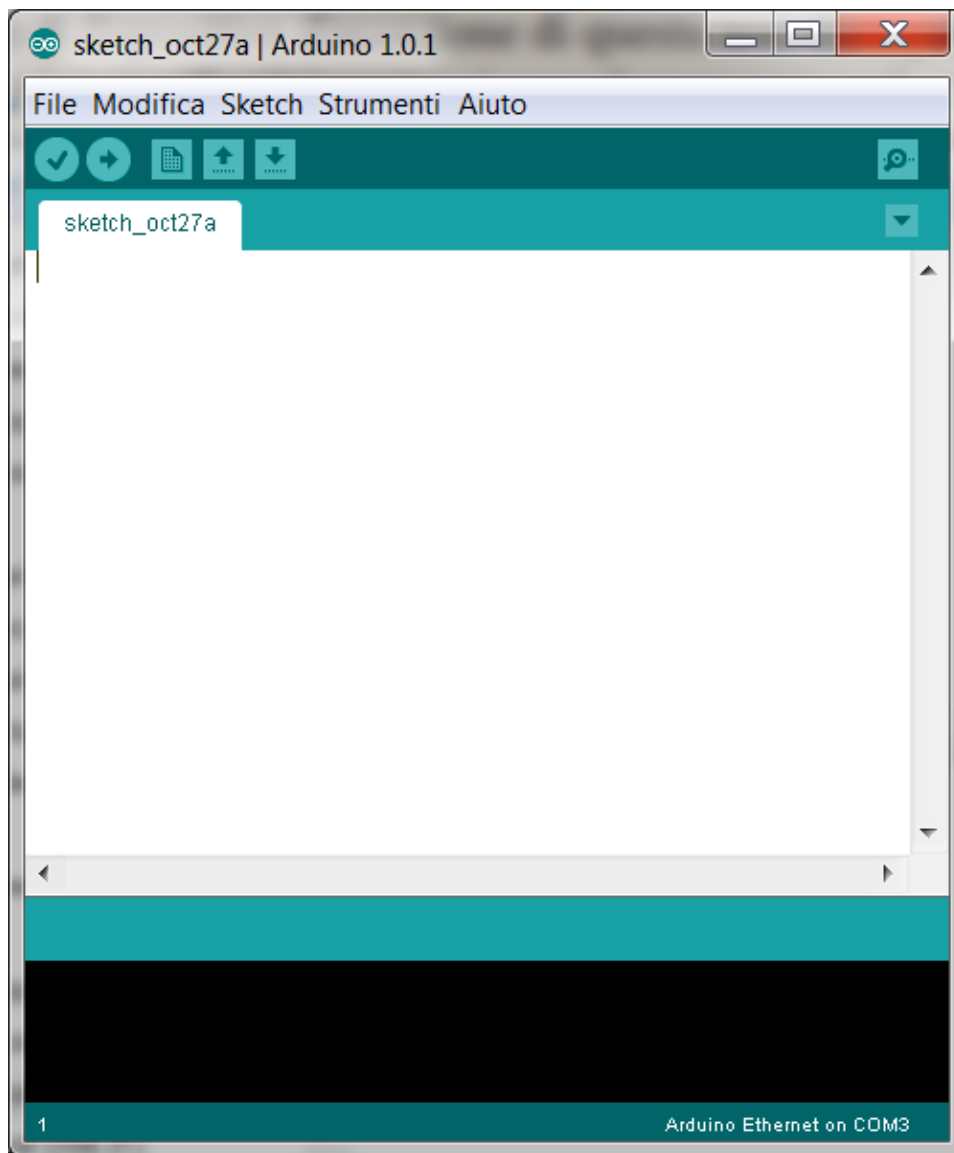 sketch_oct27a | Arduino 1.0.1
File Modifica Sketch Strumenti Aiuto
sketch_oct27a
1 Arduino Ethernet on COM3